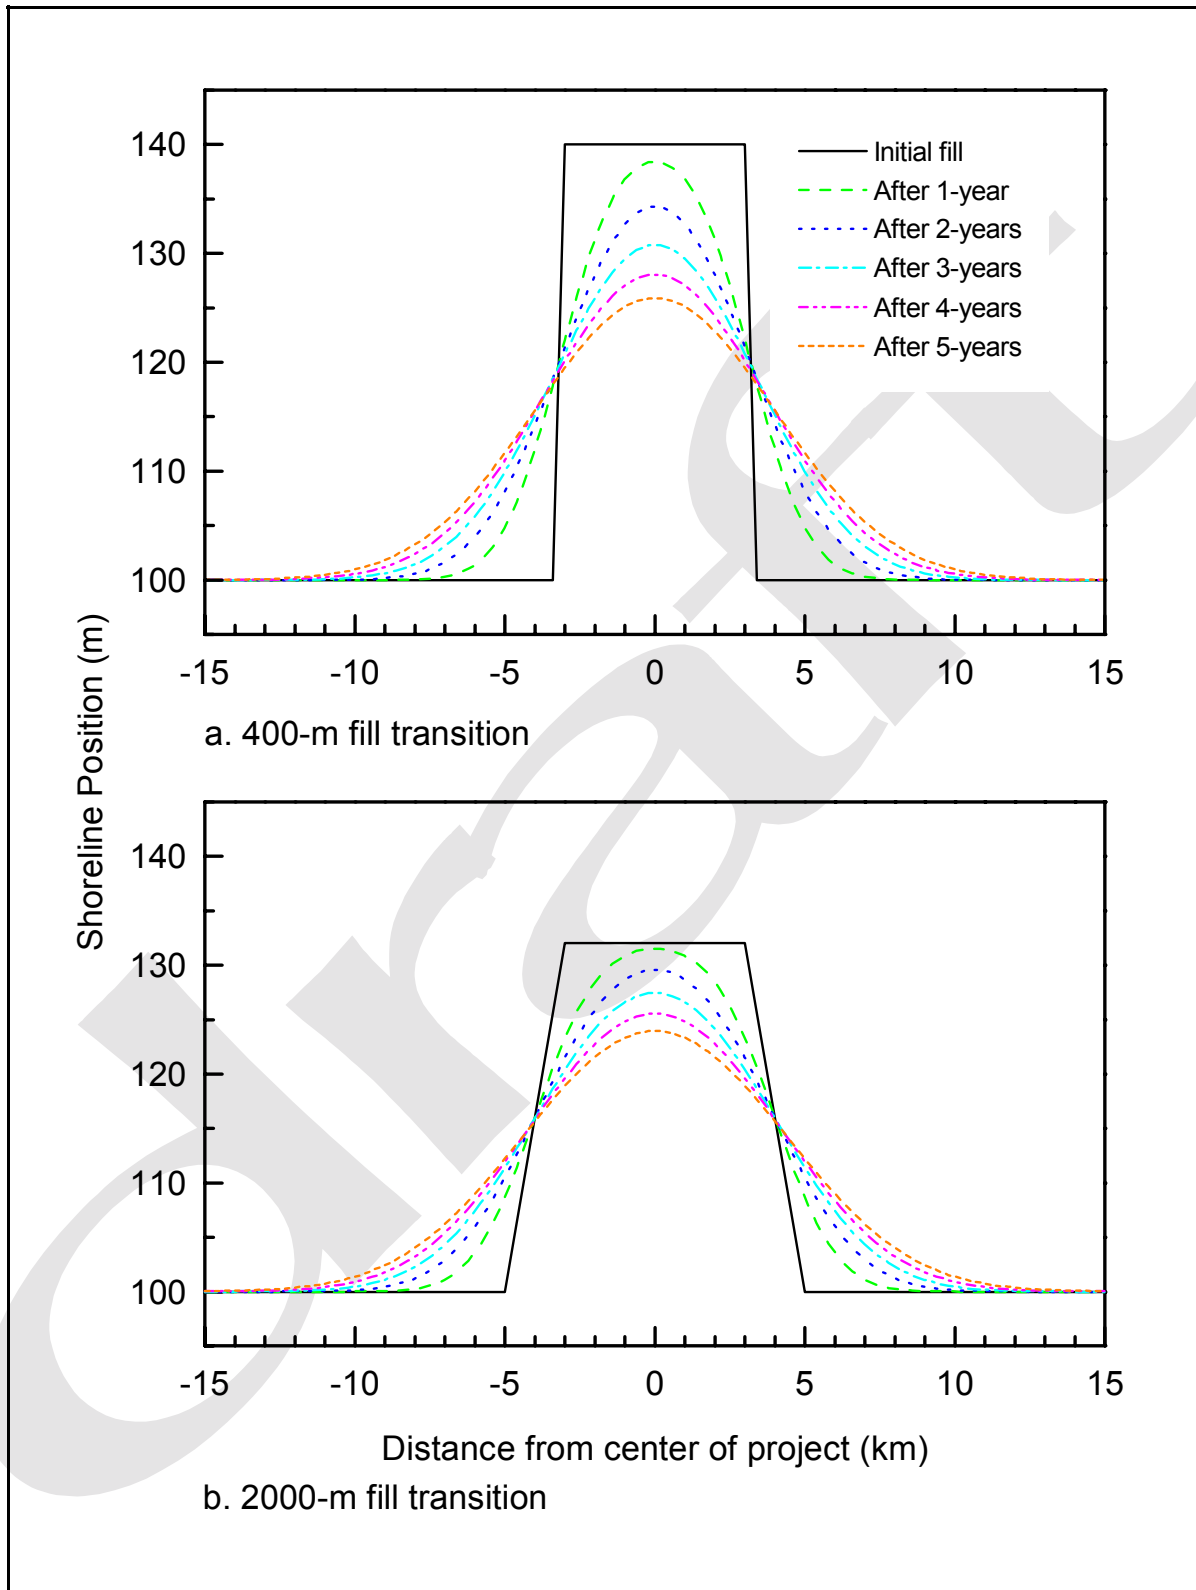 140
130
120
110
100
Initial fill
After 1-year
After 2-years
After 3-years
After 4-years
After 5-years
-15 -10 -5 0 5 10 15
a. 400-m fill transition
Shoreline Position (m)
140
130
120
110
100
-15 -10 -5 0 5 10 15
Distance from center of project (km)
b. 2000-m fill transition
draft